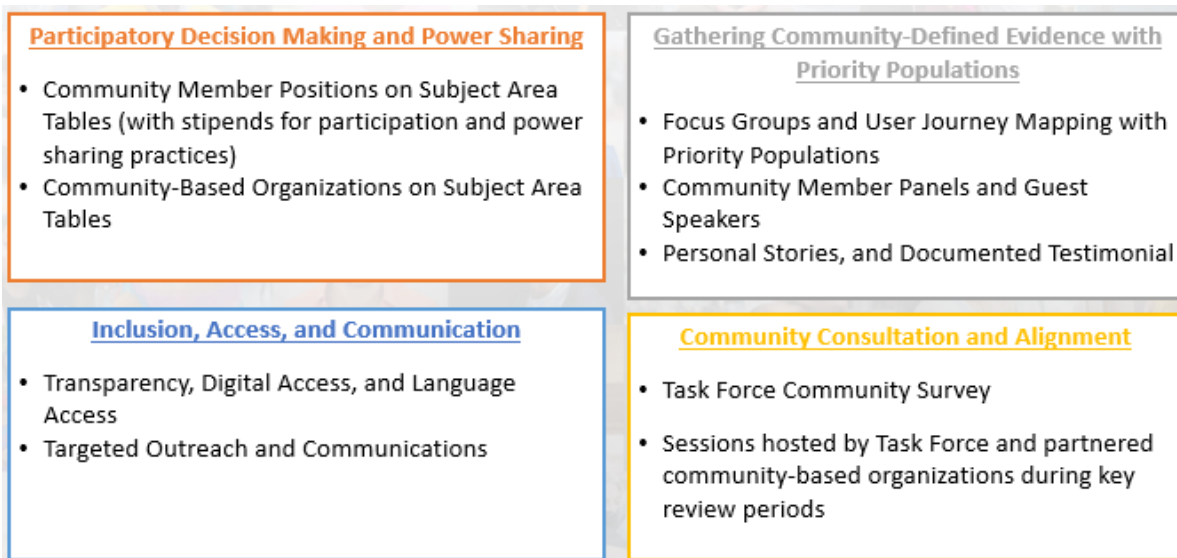 Participatory Decision Making and Power Sharing
• Community Member Positions on Subject Area
Tables (with stipends for participation and power
sharing practices)
• Community-Based Organizations on Subject Area
Tables
Gathering Community-Defined Evidence with
Priority Populations
• Focus Groups and User Journey Mapping with
Priority Populations
• Community Member Panels and Guest
Speakers
• Personal Stories, and Documented Testimonial
Inclusion, Access, and Communication
• Transparency, Digital Access, and Language
Access
• Targeted Outreach and Communications
Community Consultation and Alignment
• Task Force Community Survey
• Sessions hosted by Task Force and partnered
community-based organizations during key
review periods